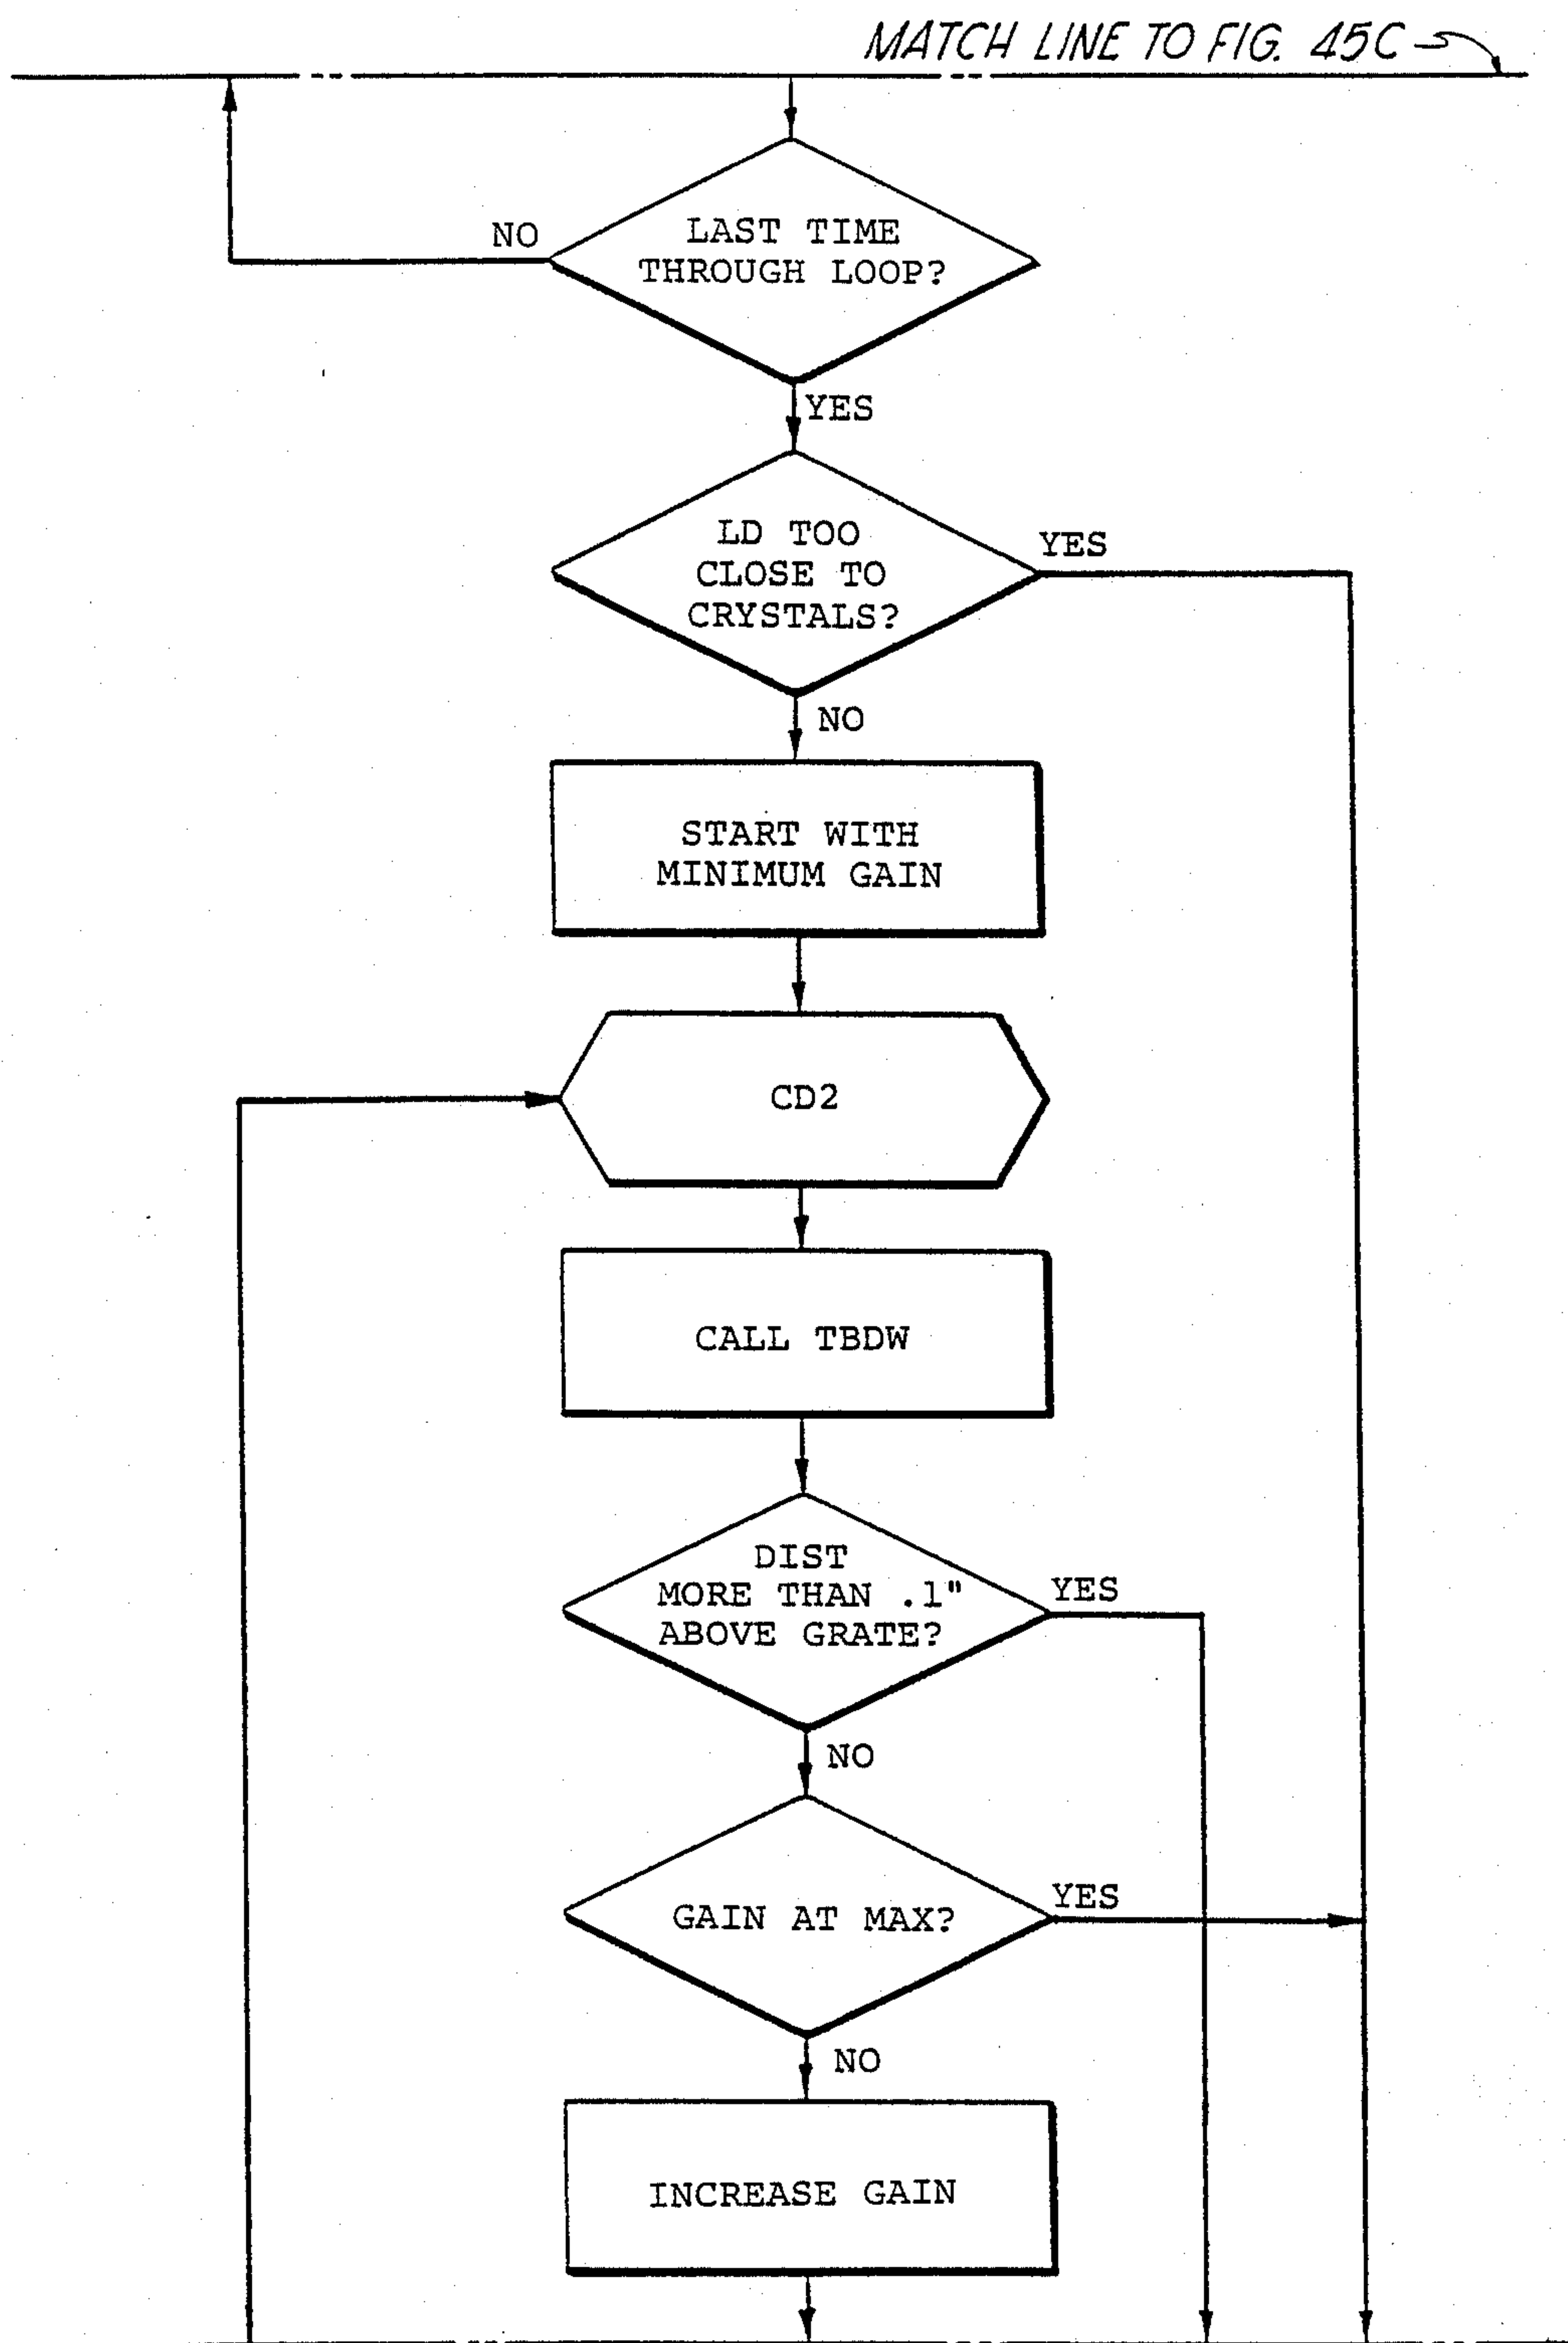 MATCH LINE TO FIG. 45C
LAST TIME
THROUGH LOOP?
NO
YES
LD TOO
CLOSE TO
CRYSTALS?
YES
NO
START WITH
MINIMUM GAIN
CD2
CALL TBDW
DIST
MORE THAN .1"
ABOVE GRATE?
YES
NO
GAIN AT MAX?
YES
NO
INCREASE GAIN